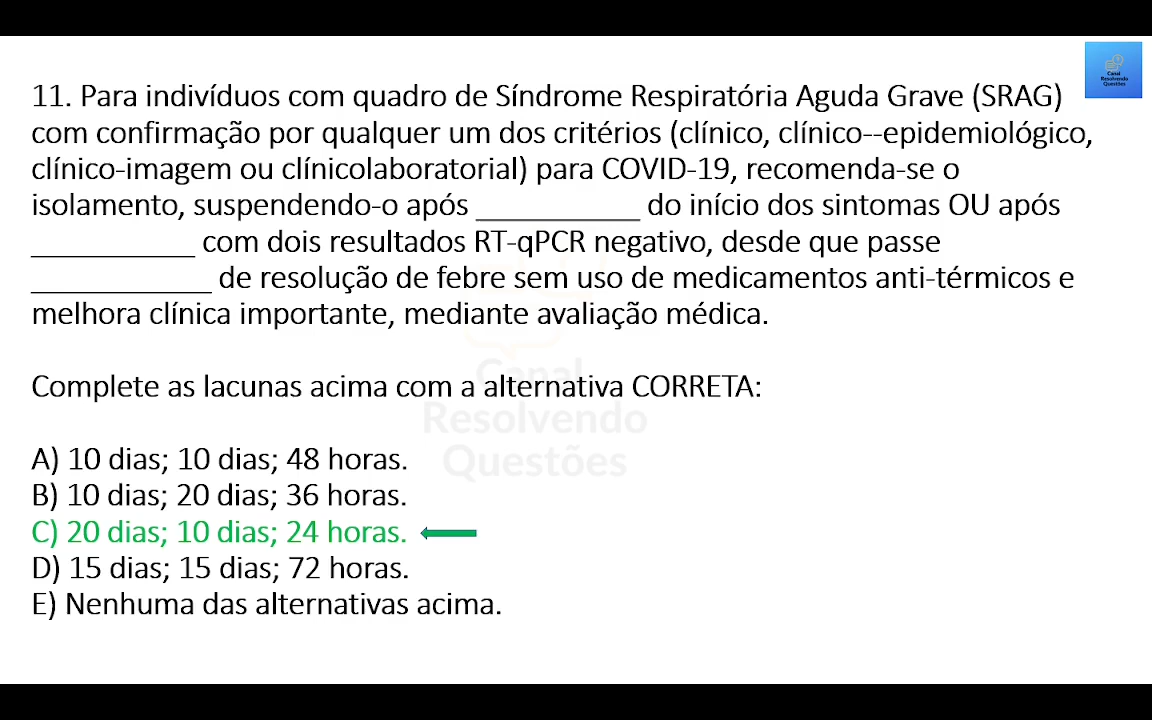 Canal
Resolvendo
Questões
11. Para indivíduos com quadro de Síndrome Respiratória Aguda Grave (SRAG)
com confirmação por qualquer um dos critérios (clínico, clínico--epidemiológico,
clínico-imagem ou clínicolaboratorial) para COVID-19, recomenda-se o
isolamento, suspendendo-o após ___________ do início dos sintomas OU após
___________ com dois resultados RT-qPCR negativo, desde que passe
____________ de resolução de febre sem uso de medicamentos anti-térmicos e
melhora clínica importante, mediante avaliação médica.
Complete as lacunas acima com a alternativa CORRETA:
Canal
Resolvendo
Questões
A) 10 dias; 10 dias; 48 horas.
B) 10 dias; 20 dias; 36 horas.
C) 20 dias; 10 dias; 24 horas.
D) 15 dias; 15 dias; 72 horas.
E) Nenhuma das alternativas acima.